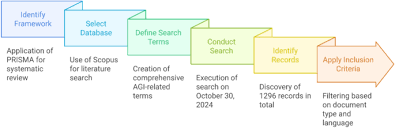 Identify
Framework
Application of
PRISMA for
systematic
review
Select
Database
Use of Scopus
for literature
search
Define Search
Terms
Creation of
comprehensive
AGI-related
terms
Conduct
Search
Execution of
search on
October 30,
2024
Identify
Records
Discovery of
1296 records in
total
Apply Inclusion
Criteria
Filtering based
on document
type and
language